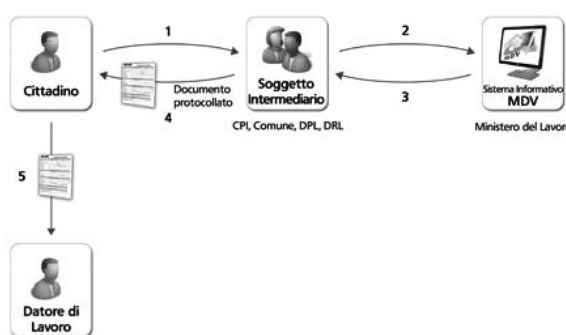 1
2
Cittadino
Documento
protocollato
4
Soggetto
Intermediario
CPI, Comune, DPL, DRL
3
Sistema Informativo
MDV
Ministero del Lavor
5
Datore di
Lavoro